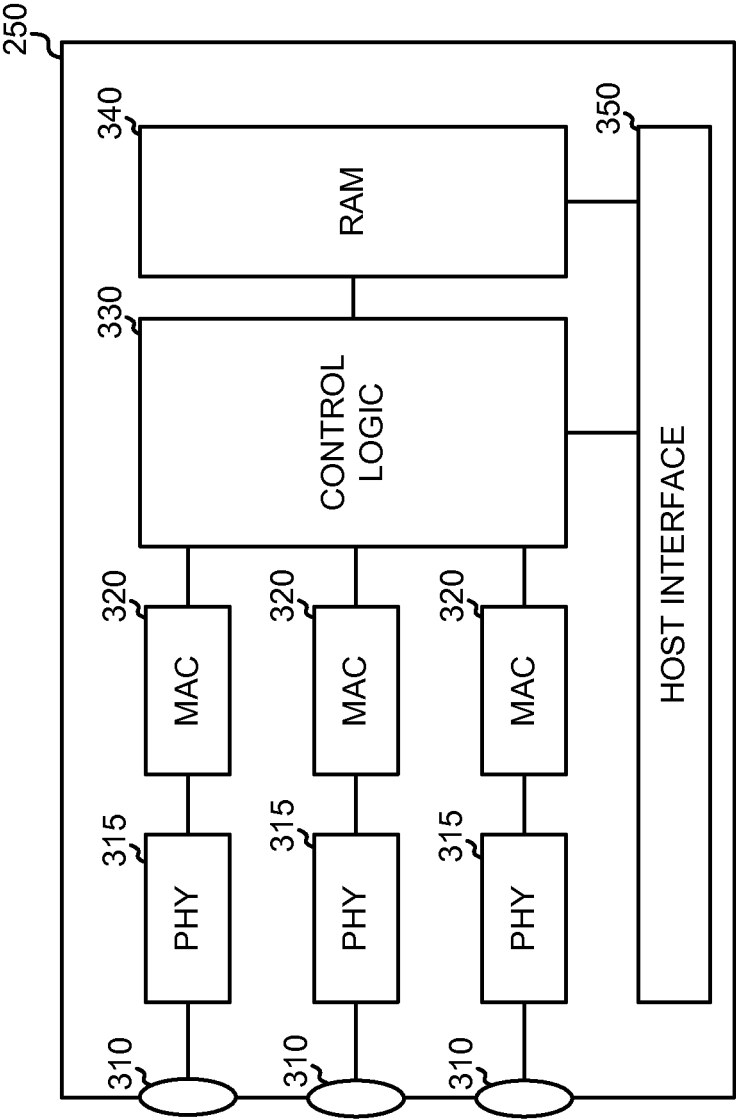 250
310
315
320
330
340
PHY
MAC
310
315
320
PHY
MAC
CONTROL
LOGIC
RAM
310
315
320
PHY
MAC
350
HOST INTERFACE